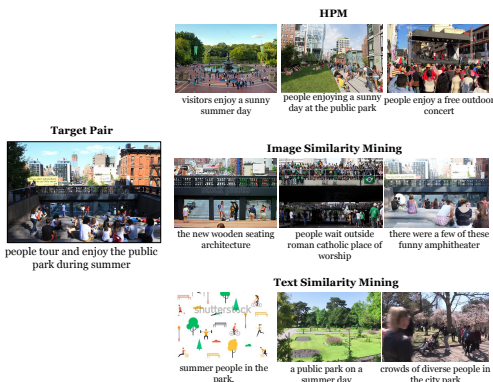 HPM
visitors enjoy a sunny
summer day
people enjoying a sunny
day at the public park
people enjoy a free outdoor
concert
Target Pair
people tour and enjoy the public
park during summer
Image Similarity Mining
the new wooden seating
architecture
people wait outside
roman catholic place of
worship
there were a few of these
funny amphitheater
Text Similarity Mining
shutterstock
summer people in the
park.
a public park on a
summer day
crowds of diverse people in
the city park